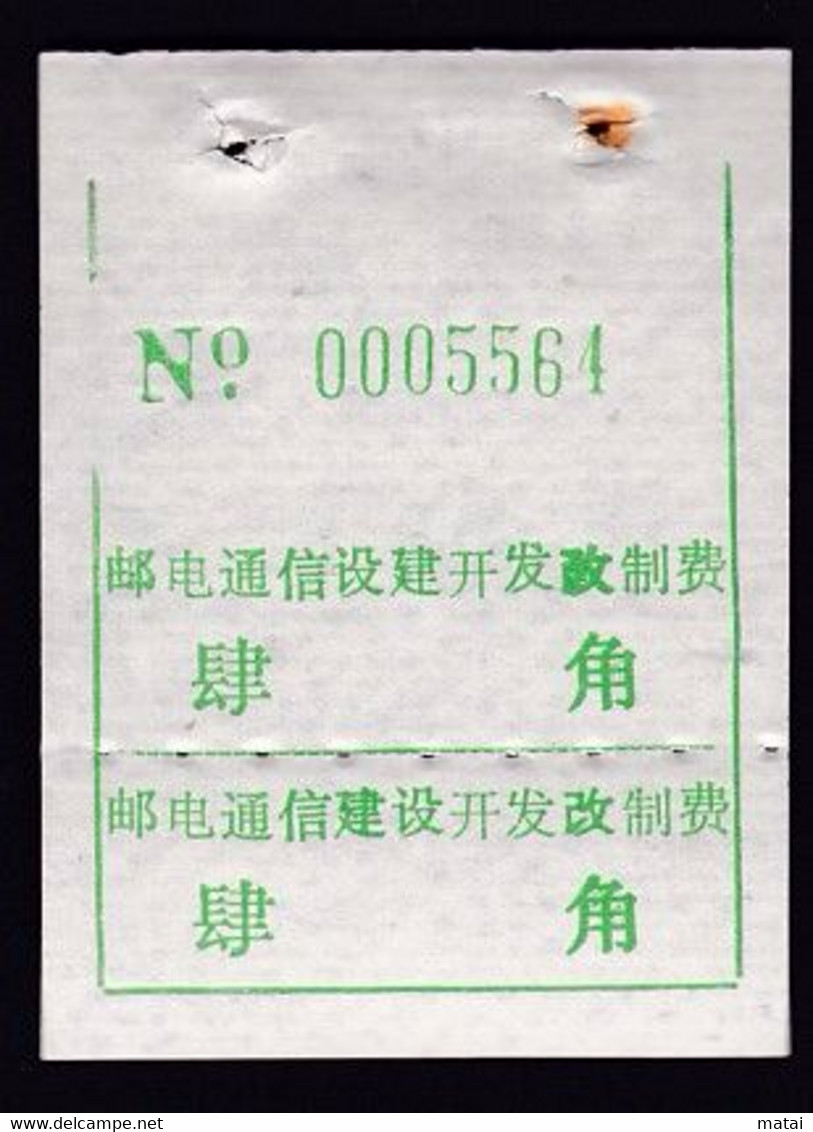 Nº 0005564
邮电通信设建开发改制费
肆 角
邮电通信建设开发改制费
肆 角
delcampe.net
matai